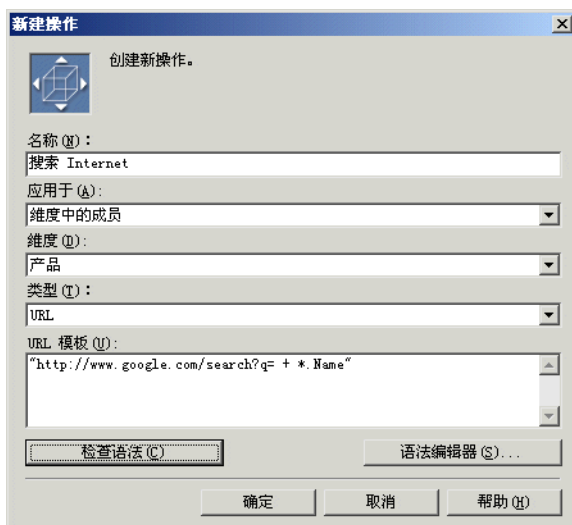 新建操作
创建新操作。
名称(N)：
搜索 Internet
应用于(A):
维度中的成员
维度(D):
产品
类型(T)：
URL
URL 模板(U):
"http://www.google.com/search?q= + *.Name"
检查语法(C)
语法编辑器(S)...
确定
取消
帮助(H)